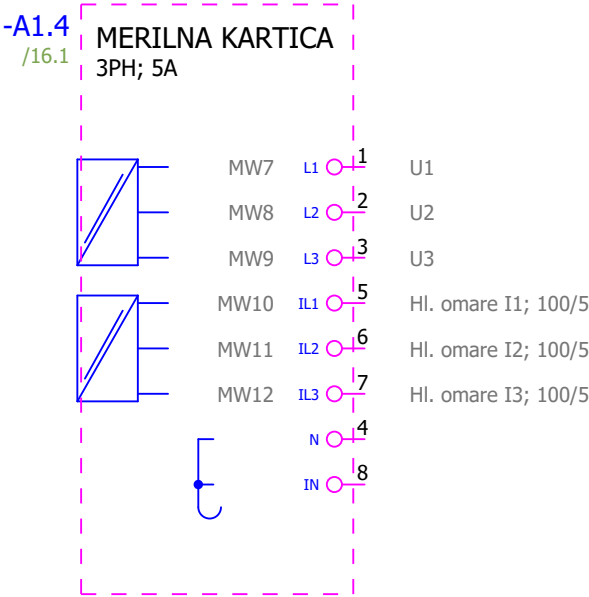 -A1.4
/16.1
MERILNA KARTICA
3PH; 5A
MW7 L1 1 U1
MW8 L2 2 U2
MW9 L3 3 U3
MW10 IL1 5 Hl. omare I1; 100/5
MW11 IL2 6 Hl. omare I2; 100/5
MW12 IL3 7 Hl. omare I3; 100/5
N 4
IN 8